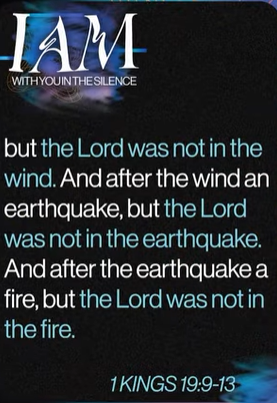 I AM
WITH YOU IN THE SILENCE
but the Lord was not in the
wind. And after the wind an
earthquake, but the Lord
was not in the earthquake.
And after the earthquake a
fire, but the Lord was not in
the fire.
1 KINGS 19:9-13